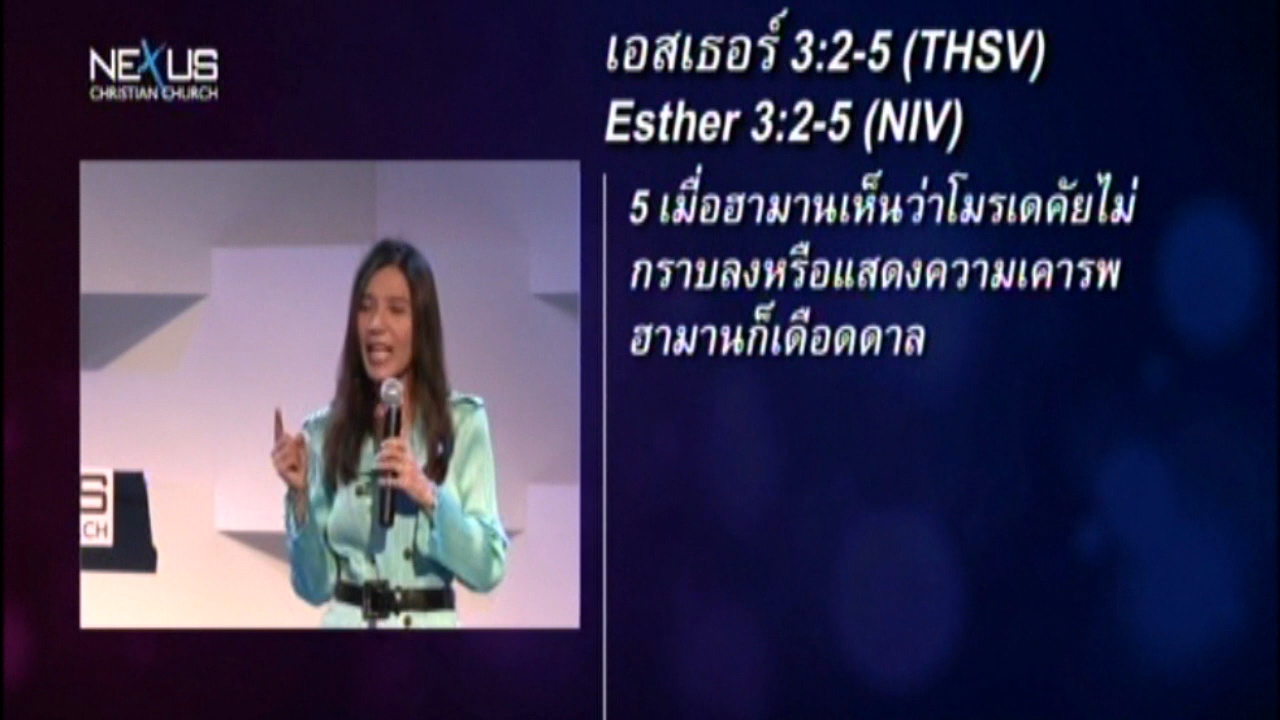 NEXUS
CHRISTIAN CHURCH
เอสเธอร์ 3:2-5 (THSV)
Esther 3:2-5 (NIV)
5 เมื่อฮามานเห็นว่าโมรเดคัยไม่
กราบลงหรือแสดงความเคารพ
ฮามานก็เดือดดาล
S
CH